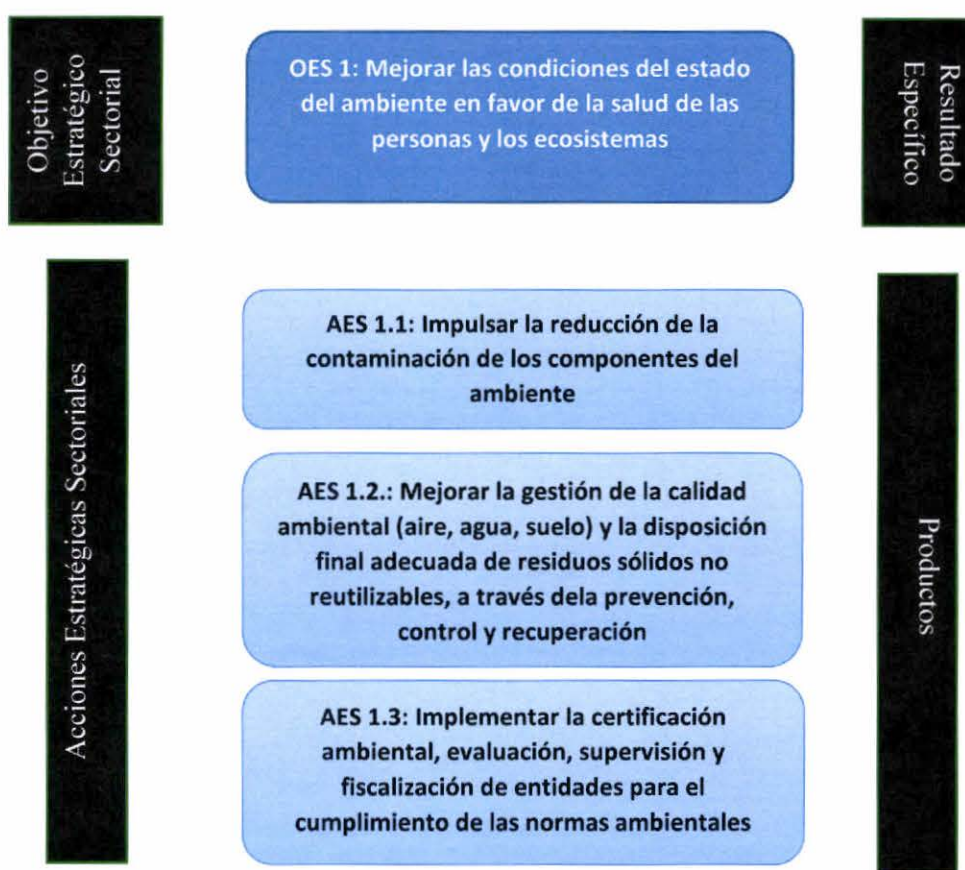 Objetivo
Estratégico
Sectorial
OES 1: Mejorar las condiciones del estado
del ambiente en favor de la salud de las
personas y los ecosistemas
Resultado
Específico
Acciones Estratégicas Sectoriales
AES 1.1: Impulsar la reducción de la
contaminación de los componentes del
ambiente
AES 1.2.: Mejorar la gestión de la calidad
ambiental (aire, agua, suelo) y la disposición
final adecuada de residuos sólidos no
reutilizables, a través dela prevención,
control y recuperación
AES 1.3: Implementar la certificación
ambiental, evaluación, supervisión y
fiscalización de entidades para el
cumplimiento de las normas ambientales
Productos